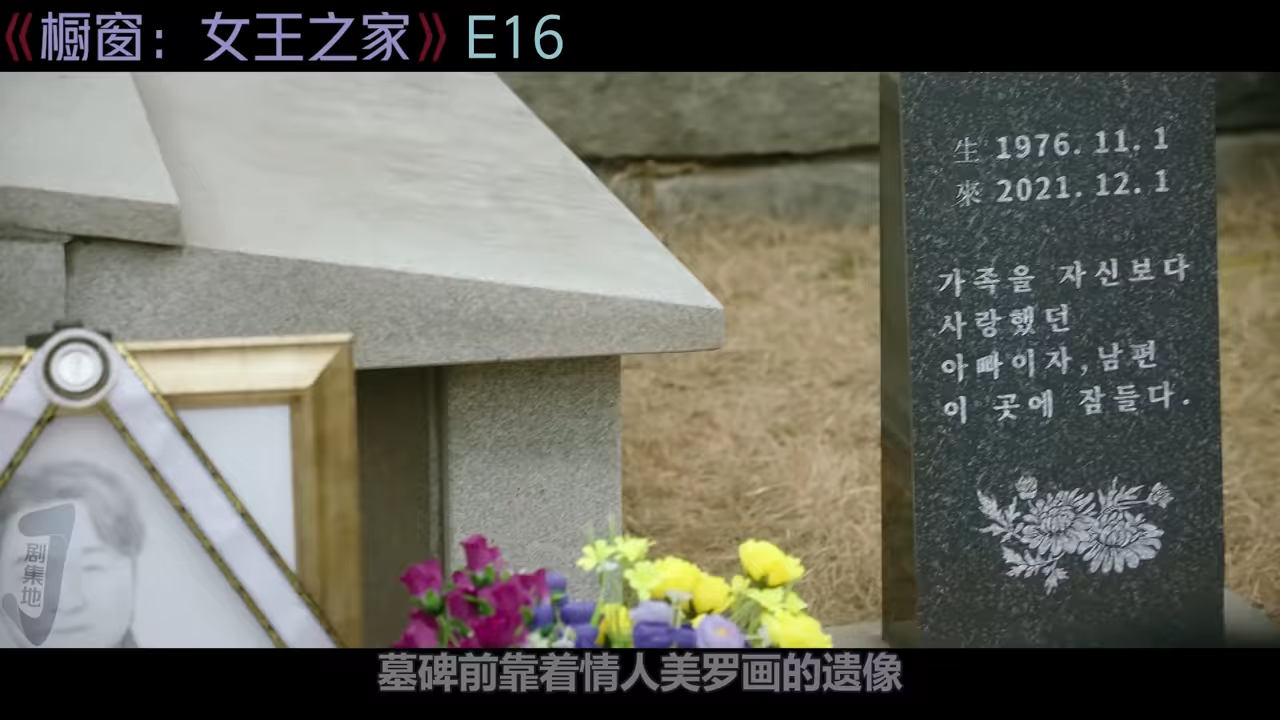 《橱窗：女王之家》E16
生 1976. 11. 1
來 2021. 12. 1
가족을 자신보다
사랑했던
아빠이자, 남편
이 곳에 잠들다.
J
剧集地
墓碑前靠着情人美罗画的遗像